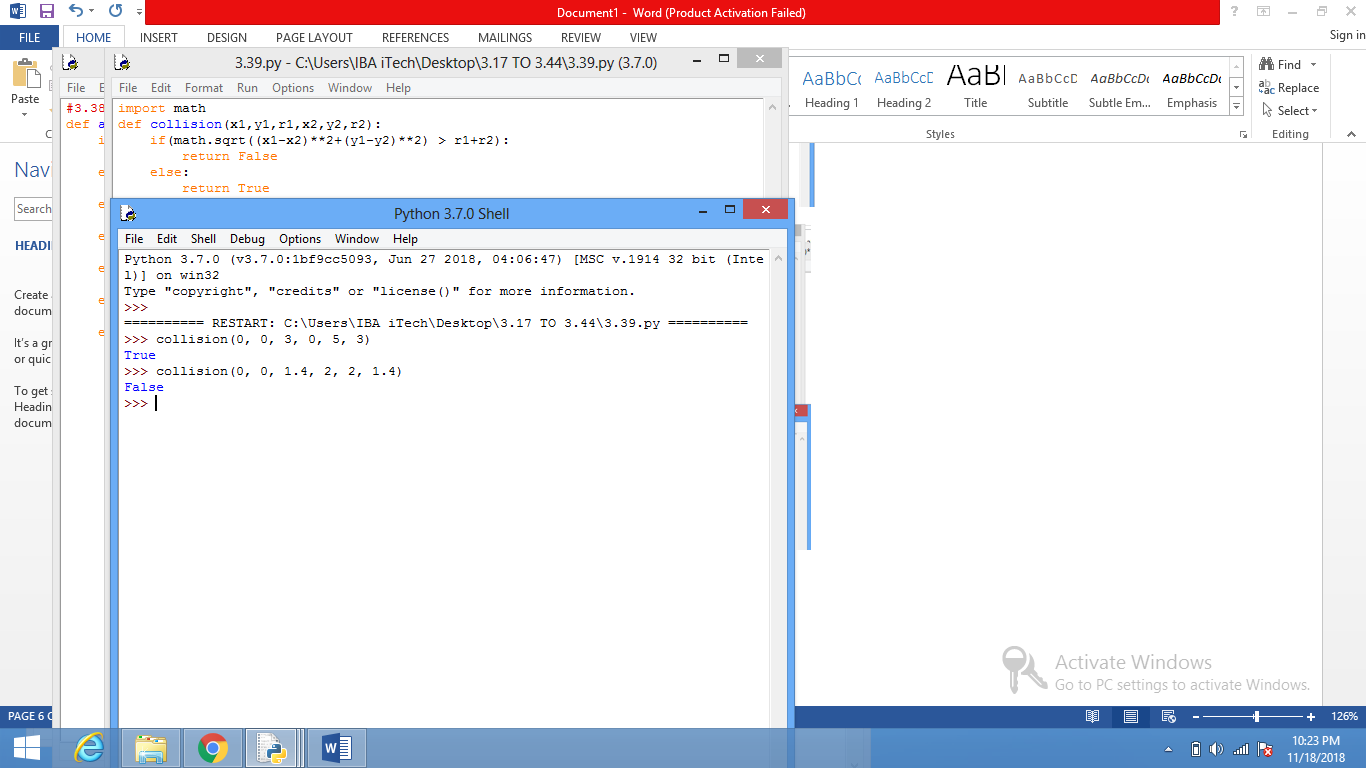 Document1 - Word (Product Activation Failed)
FILE HOME INSERT DESIGN PAGE LAYOUT REFERENCES MAILINGS REVIEW VIEW Sign in
Paste
AaBbCc AaBbCcD AaBl AaBbCcD AaBbCcDc AaBbCcDc
Heading 1 Heading 2 Title Subtitle Subtle Em... Emphasis
Styles
Find
Replace
Select
Editing
Nav
Search
HEADI
Create
docum
It's a gr
or quic
To get
Headin
docum
File E
#3.38
def a
i
e
e
e
e
e
e
3.39.py - C:\Users\IBA iTech\Desktop\3.17 TO 3.44\3.39.py (3.7.0)
File Edit Format Run Options Window Help
import math
def collision(x1,y1,r1,x2,y2,r2):
    if(math.sqrt((x1-x2)**2+(y1-y2)**2) > r1+r2):
        return False
    else:
        return True
Python 3.7.0 Shell
File Edit Shell Debug Options Window Help
Python 3.7.0 (v3.7.0:1bf9cc5093, Jun 27 2018, 04:06:47) [MSC v.1914 32 bit (Inte
l)] on win32
Type "copyright", "credits" or "license()" for more information.
>>>
========== RESTART: C:\Users\IBA iTech\Desktop\3.17 TO 3.44\3.39.py ==========
>>> collision(0, 0, 3, 0, 5, 3)
True
>>> collision(0, 0, 1.4, 2, 2, 1.4)
False
>>>
Activate Windows
Go to PC settings to activate Windows.
PAGE 6 O 126%
10:23 PM
11/18/2018